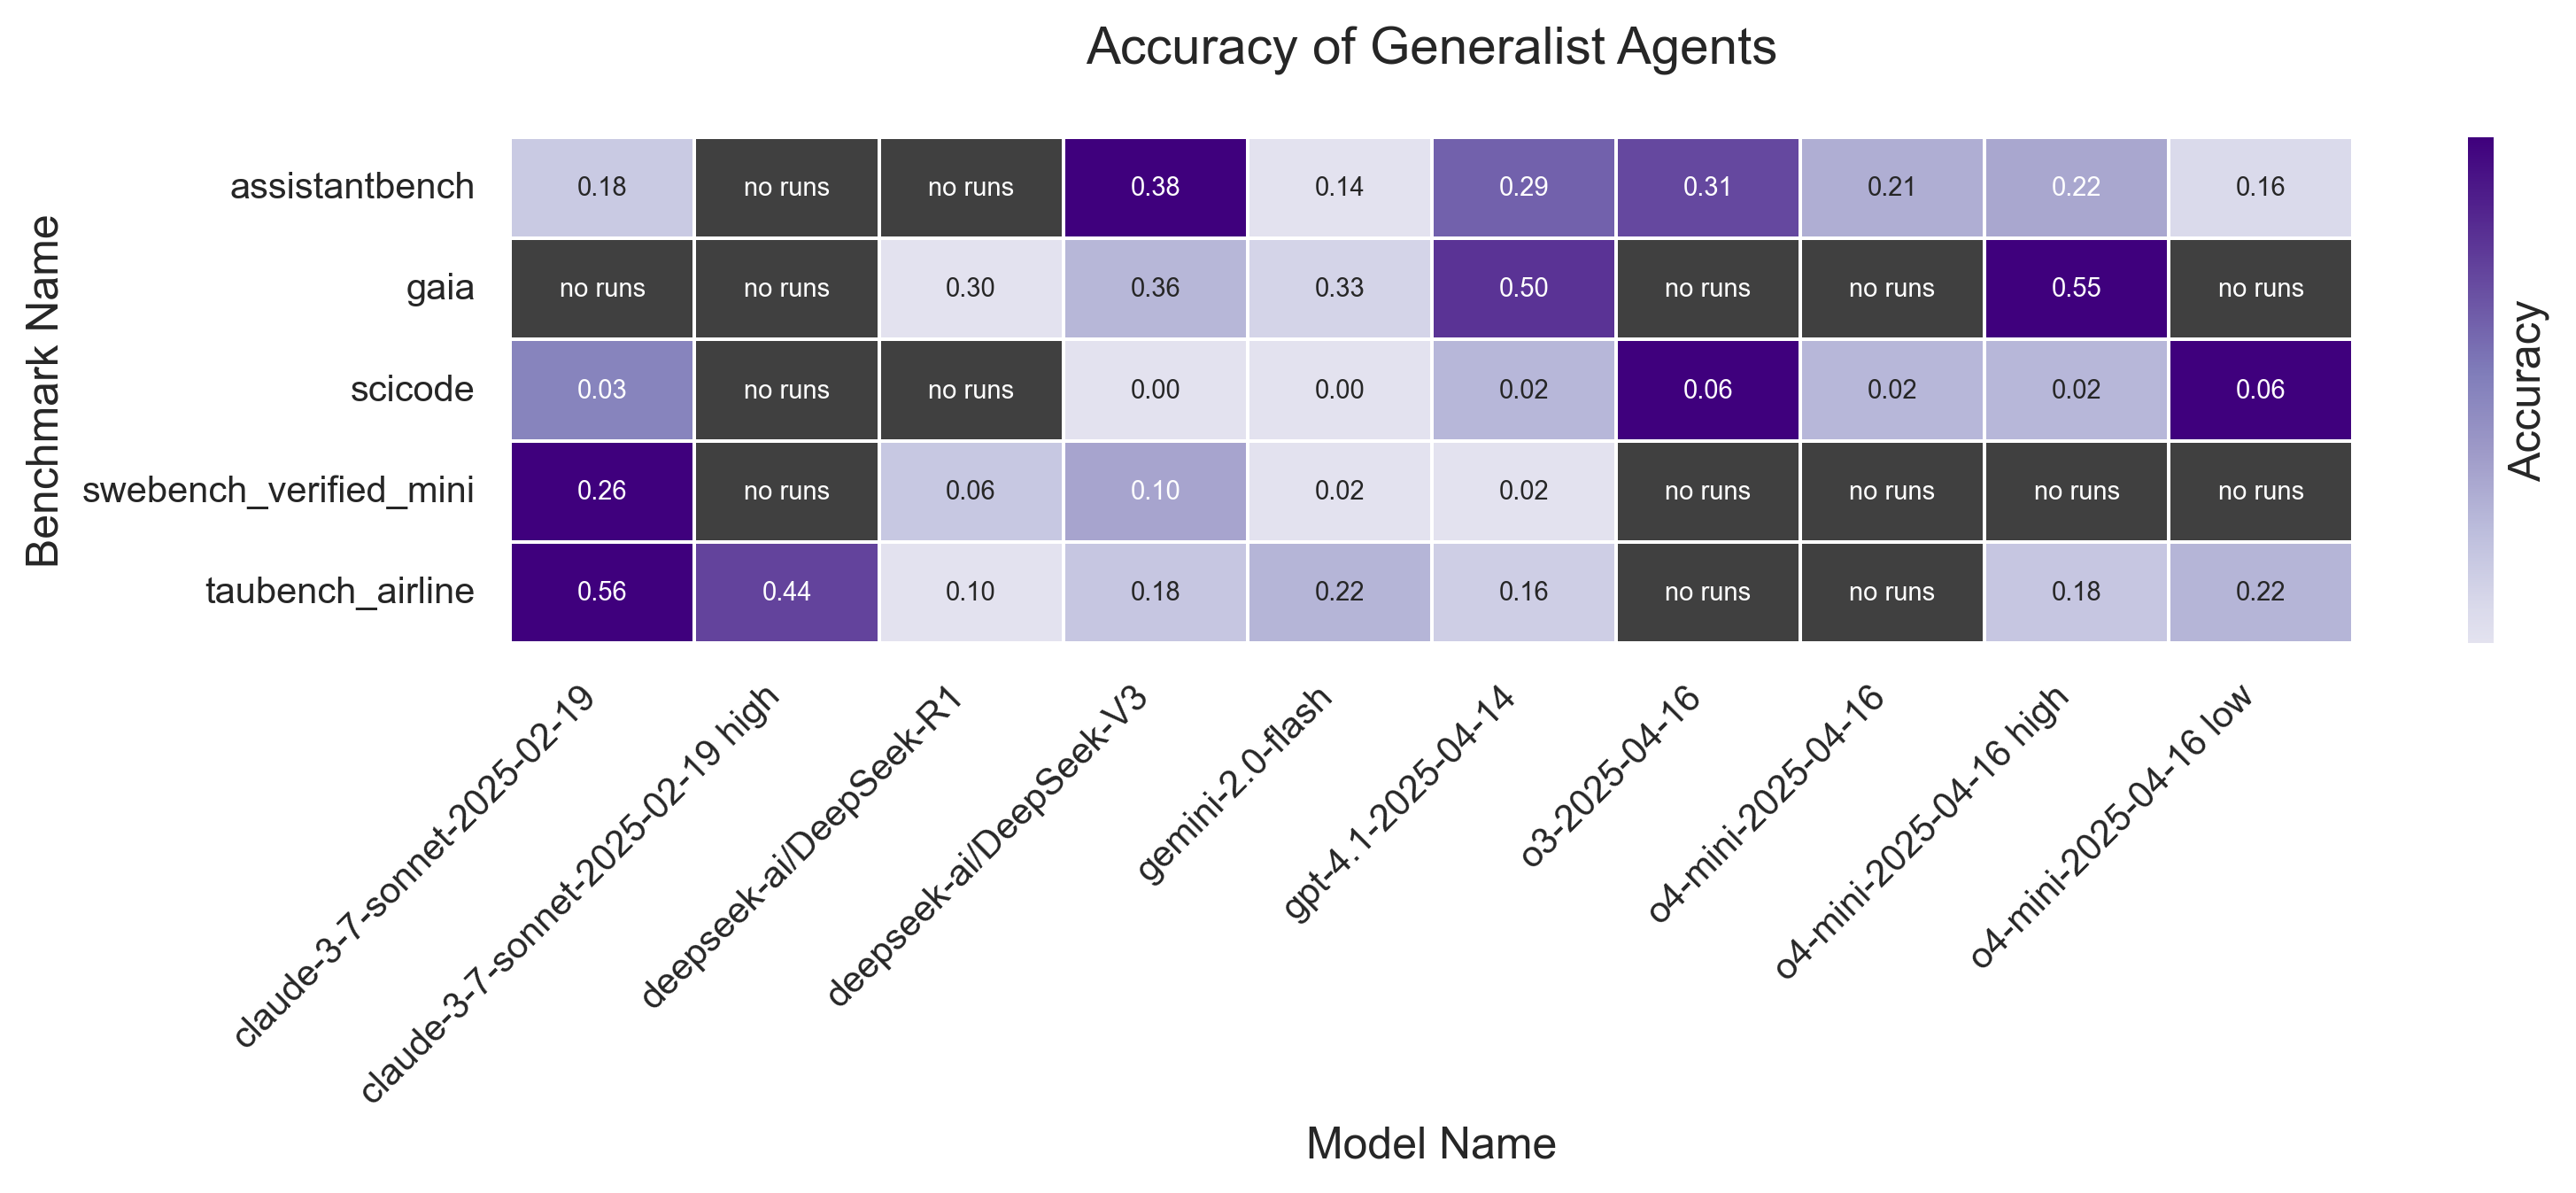 Accuracy of Generalist Agents
Benchmark Name
assistantbench 0.18 no runs no runs 0.38 0.14 0.29 0.31 0.21 0.22 0.16
gaia no runs no runs 0.30 0.36 0.33 0.50 no runs no runs 0.55 no runs
scicode 0.03 no runs no runs 0.00 0.00 0.02 0.06 0.02 0.02 0.06
swebench_verified_mini 0.26 no runs 0.06 0.10 0.02 0.02 no runs no runs no runs no runs
taubench_airline 0.56 0.44 0.10 0.18 0.22 0.16 no runs no runs 0.18 0.22
Accuracy
claude-3-7-sonnet-2025-02-19
claude-3-7-sonnet-2025-02-19 high
deepseek-ai/DeepSeek-R1
deepseek-ai/DeepSeek-V3
gemini-2.0-flash
gpt-4.1-2025-04-14
o3-2025-04-16
o4-mini-2025-04-16
o4-mini-2025-04-16 high
o4-mini-2025-04-16 low
Model Name